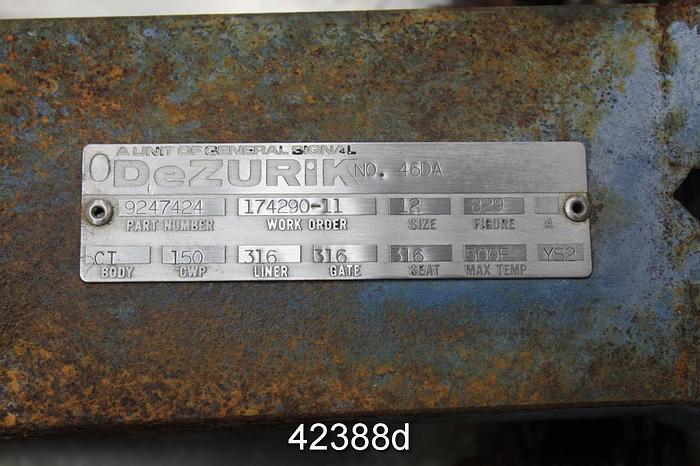 A UNIT OF GENERAL SIGNAL
DeZURiK NO. 46DA
9247424 174290-11 12 829
PART NUMBER WORK ORDER SIZE FIGURE A
CT 150 316 316 316 500F YS2
BODY CWP LINER GATE SEAT MAX TEMP
42388d